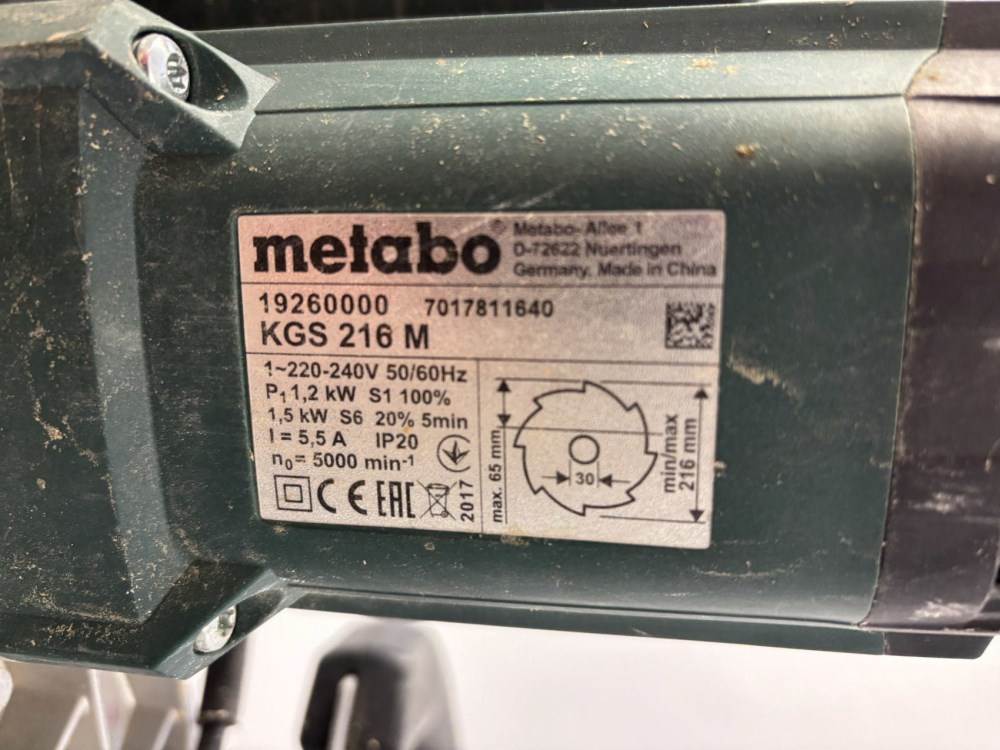 metabo
® Metabo-Allee 1
D-72622 Nuertingen
Germany. Made in China
19260000 7017811640
KGS 216 M
1~220-240V 50/60Hz
P₁ 1,2 kW S1 100%
1,5 kW S6 20% 5min
I = 5,5 A IP20
n₀= 5000 min⁻¹
CE EAC 2017
max. 65 mm
30
min/max
216 mm